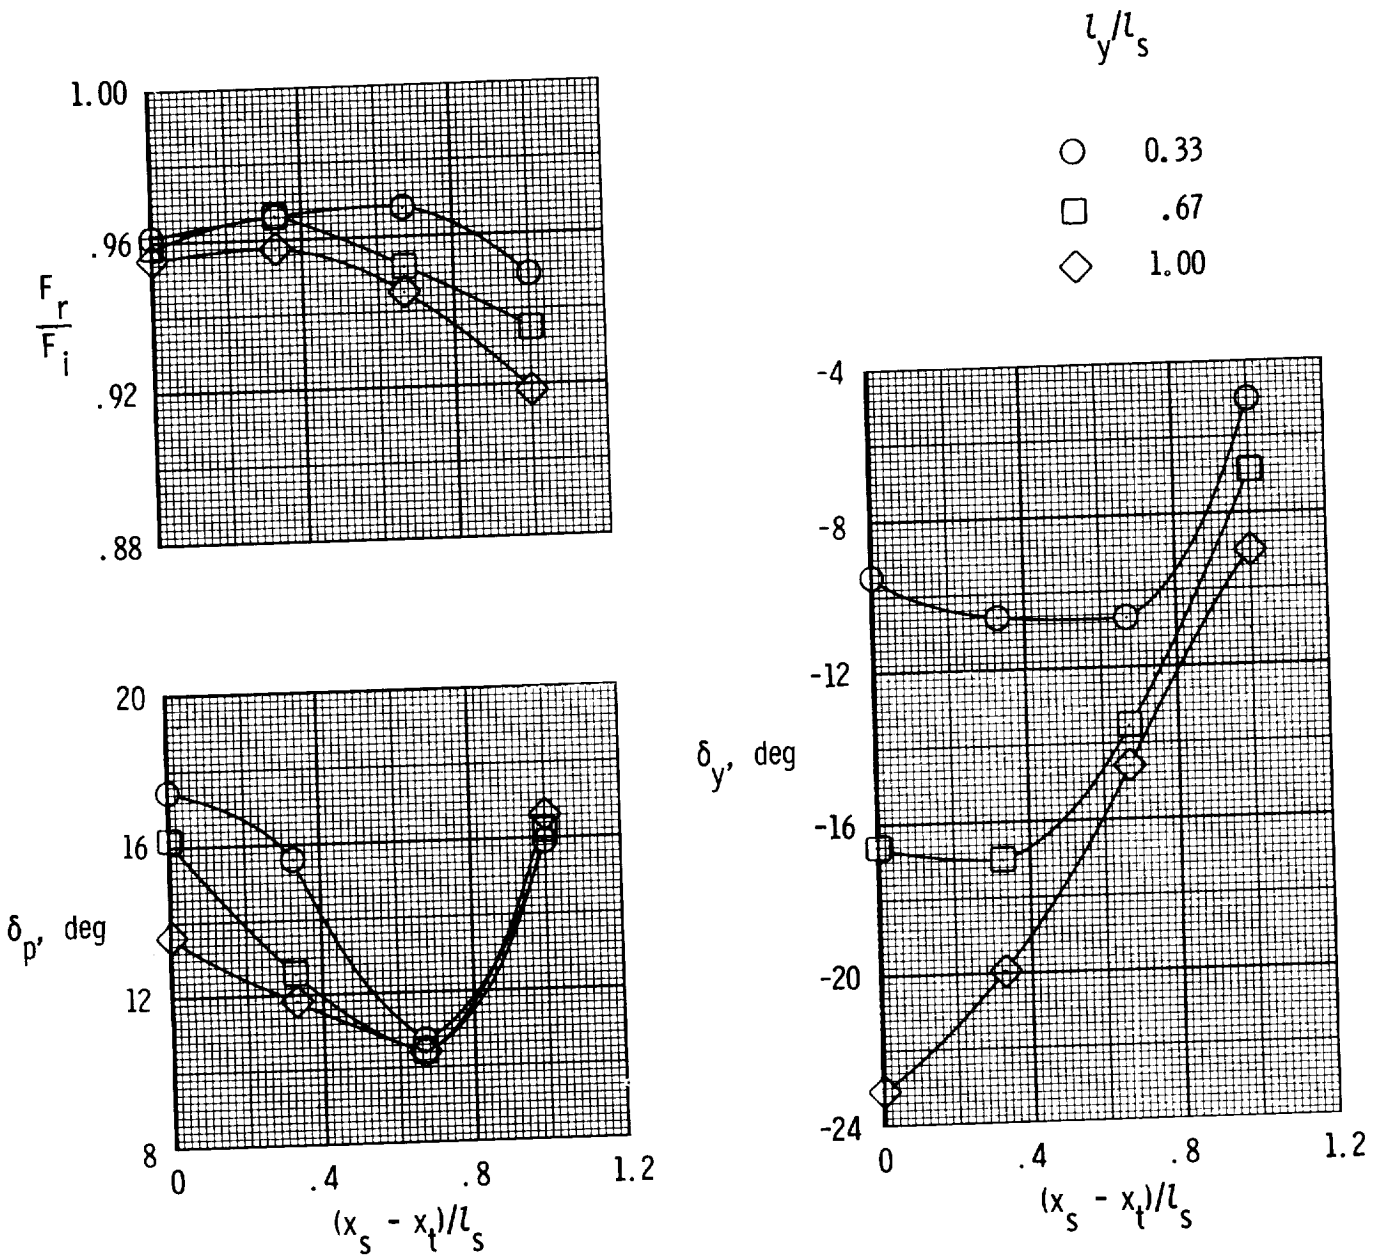 l_y/l_s
0.33
.67
1.00
1.00
.96
.92
.88
F_r
F_i
20
16
12
8
δ_p, deg
0 .4 .8 1.2
(x_s - x_t)/l_s
-4
-8
-12
-16
-20
-24
δ_y, deg
0 .4 .8 1.2
(x_s - x_t)/l_s